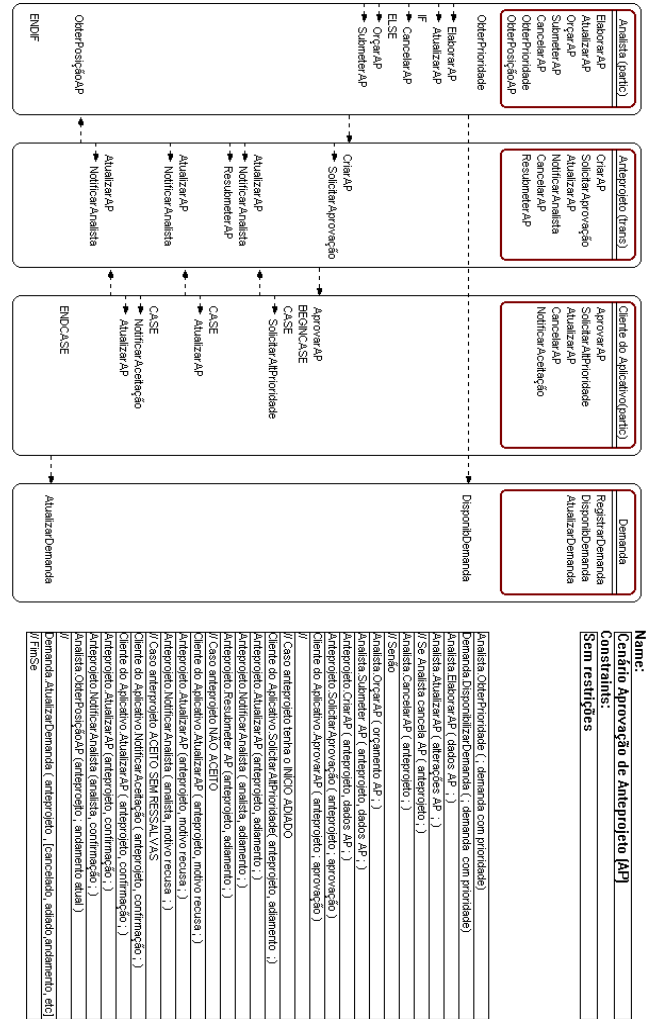 Analista (partic)
ElaborarAP
AtualizarAP
OrçarAP
SubmeterAP
CancelarAP
ObterPrioridade
ObterPosiçãoAP
ObterPrioridade
ElaborarAP
AtualizarAP
IF
CancelarAP
ELSE
OrçarAP
SubmeterAP
ObterPosiçãoAP
ENDIF
Anteprojeto (trans)
CriarAP
SolicitarAprovação
AtualizarAP
NotificarAnalista
CancelarAP
ResubmeterAP
CriarAP
SolicitarAprovação
AtualizarAP
NotificarAnalista
ResubmeterAP
AtualizarAP
NotificarAnalista
AtualizarAP
NotificarAnalista
Cliente do Aplicativo(partic)
AprovarAP
SolicitarAltPrioridade
AtualizarAP
CancelarAP
NotificarAceitação
AprovarAP
BEGINCASE
CASE
SolicitarAltPrioridade
CASE
AtualizarAP
CASE
NotificarAceitação
AtualizarAP
ENDCASE
Demanda
RegistrarDemanda
DisponibDemanda
AtualizarDemanda
DisponibDemanda
AtualizarDemanda
Name:
Cenário Aprovação de Anteprojeto (AP)
Constraints:
Sem restrições
Analista.ObterPrioridade ( ; demanda com prioridade)
Demanda.DisponibilizarDemanda ( ; demanda com prioridade)
Analista.ElaborarAP ( dados AP ; )
Analista.AtualizarAP ( alterações AP ; )
// Se Analista cancela AP ( anteprojeto ; )
Analista.CancelarAP ( anteprojeto ; )
// Senão
Analista.OrçarAP ( orçamento AP ; )
Analista.Submeter AP ( anteprojeto, dados AP ; )
Anteprojeto.CriarAP ( anteprojeto, dados AP ; )
Anteprojeto.SolicitarAprovação ( anteprojeto ; aprovação )
Cliente do Aplicativo.AprovarAP ( anteprojeto ; aprovação )
//
// Caso anteprojeto tenha o INÍCIO ADIADO
Cliente do Aplicativo.SolicitarAltPrioridade( anteprojeto, adiamento ;)
Anteprojeto.AtualizarAP (anteprojeto, adiamento ; )
Anteprojeto.NotificarAnalista ( analista, adiamento ; )
Anteprojeto.Resubmeter AP (anteprojeto, adiamento ; )
// Caso anteprojeto NÃO ACEITO
Cliente do Aplicativo.AtualizarAP ( anteprojeto, motivo recusa ; )
Anteprojeto.AtualizarAP (anteprojeto, motivo recusa ; )
Anteprojeto.NotificarAnalista ( analista, motivo recusa ; )
// Caso anterprojeto ACEITO SEM RESSALVAS
Cliente do Aplicativo.NotificarAceitação ( anteprojeto, confirmação ; )
Cliente do Aplicativo.AtualizarAP ( anteprojeto, confirmação ; )
Anteprojeto.AtualizarAP (anteprojeto, confirmação ; )
Anteprojeto.NotificarAnalista (analista, confirmação ; )
Analista.ObterPosiçãoAP (anteproejto ; andamento atual )
//
Demanda.AtualizarDemanda ( anteprojeto , [cancelado, adiado,andamento, etc]
// FimSe